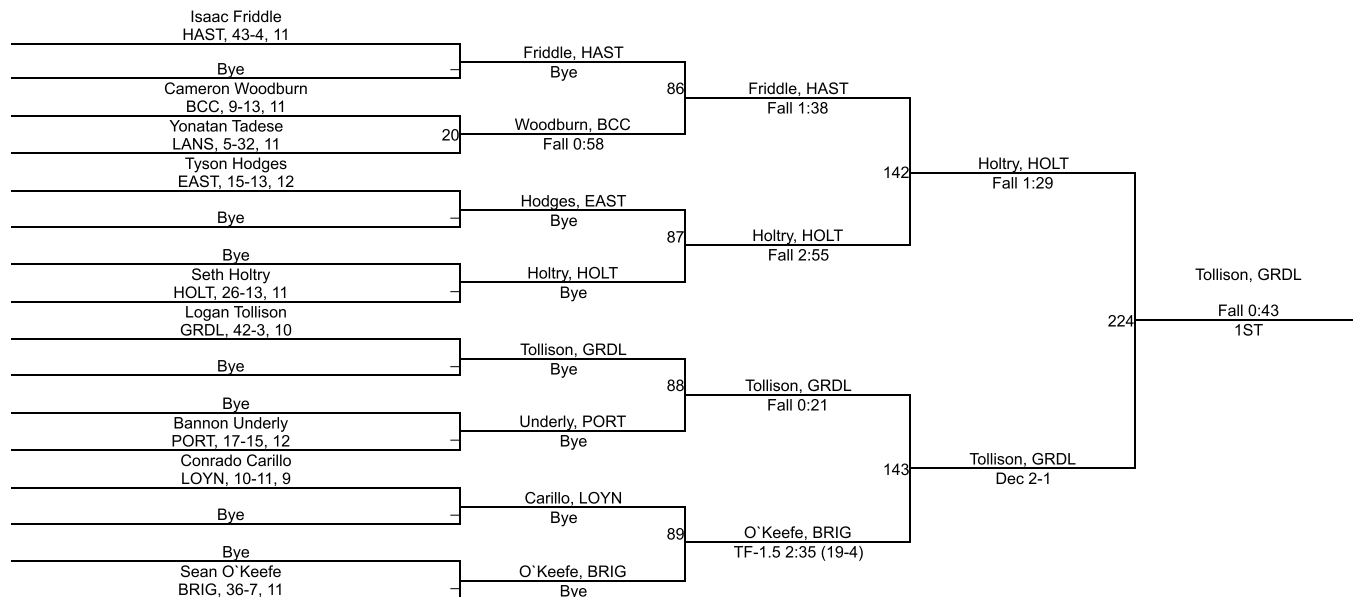 Isaac Friddle
HAST, 43-4, 11
Bye
Cameron Woodburn
BCC, 9-13, 11
Yonatan Tadese
LANS, 5-32, 11
Tyson Hodges
EAST, 15-13, 12
Bye
Bye
Seth Holtry
HOLT, 26-13, 11
Logan Tollison
GRDL, 42-3, 10
Bye
Bye
Bannon Underly
PORT, 17-15, 12
Conrado Carillo
LOYN, 10-11, 9
Bye
Bye
Sean O`Keefe
BRIG, 36-7, 11
–
20
–
–
–
–
–
–
Friddle, HAST
Bye
Woodburn, BCC
Fall 0:58
Hodges, EAST
Bye
Holtry, HOLT
Bye
Tollison, GRDL
Bye
Underly, PORT
Bye
Carillo, LOYN
Bye
O`Keefe, BRIG
Bye
86
87
88
89
Friddle, HAST
Fall 1:38
Holtry, HOLT
Fall 2:55
Tollison, GRDL
Fall 0:21
O`Keefe, BRIG
TF-1.5 2:35 (19-4)
142
143
Holtry, HOLT
Fall 1:29
Tollison, GRDL
Dec 2-1
224
Tollison, GRDL
Fall 0:43
1ST